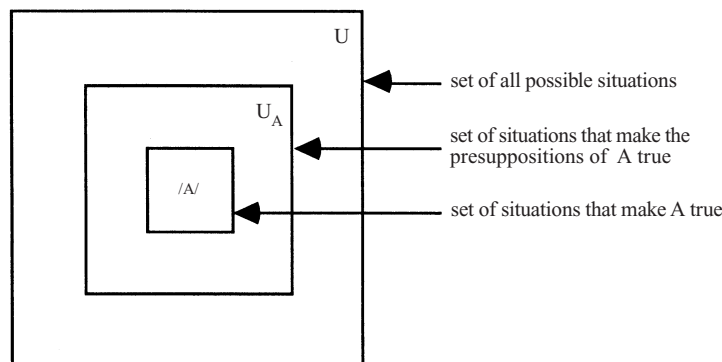 U
set of all possible situations
U_A
set of situations that make the
presuppositions of A true
/A/
set of situations that make A true